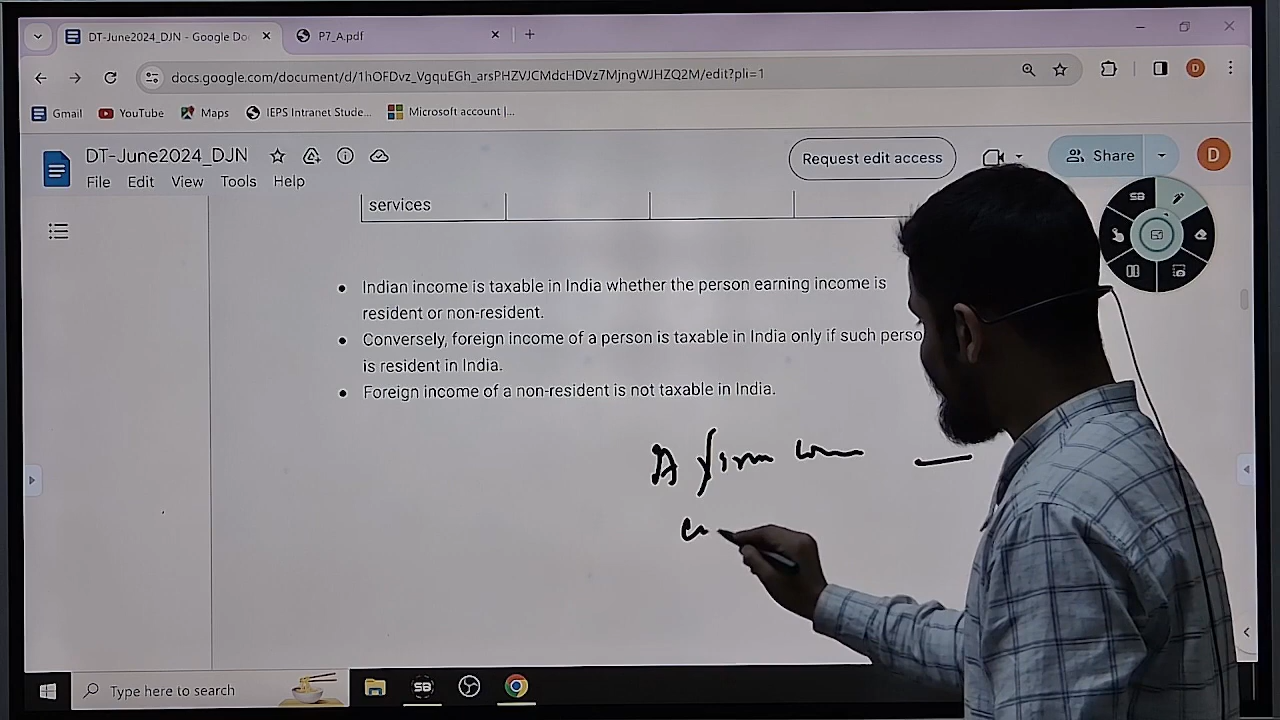 DT-June2024_DJN - Google Do
P7_A.pdf
docs.google.com/document/d/1hOFDvz_VgquEGh_arsrHZVJCMdcHDVz7MjngWJHZQ2M/edit?pli=1
Gmail
YouTube
Maps
IEPS Intranet Stude...
Microsoft account |...
DT-June2024_DJN
File Edit View Tools Help
Request edit access
Share
D
services
SB
Indian income is taxable in India whether the person earning income is
resident or non-resident.
Conversely, foreign income of a person is taxable in India only if such perso
is resident in India.
Foreign income of a non-resident is not taxable in India.
A firm
Type here to search
SB